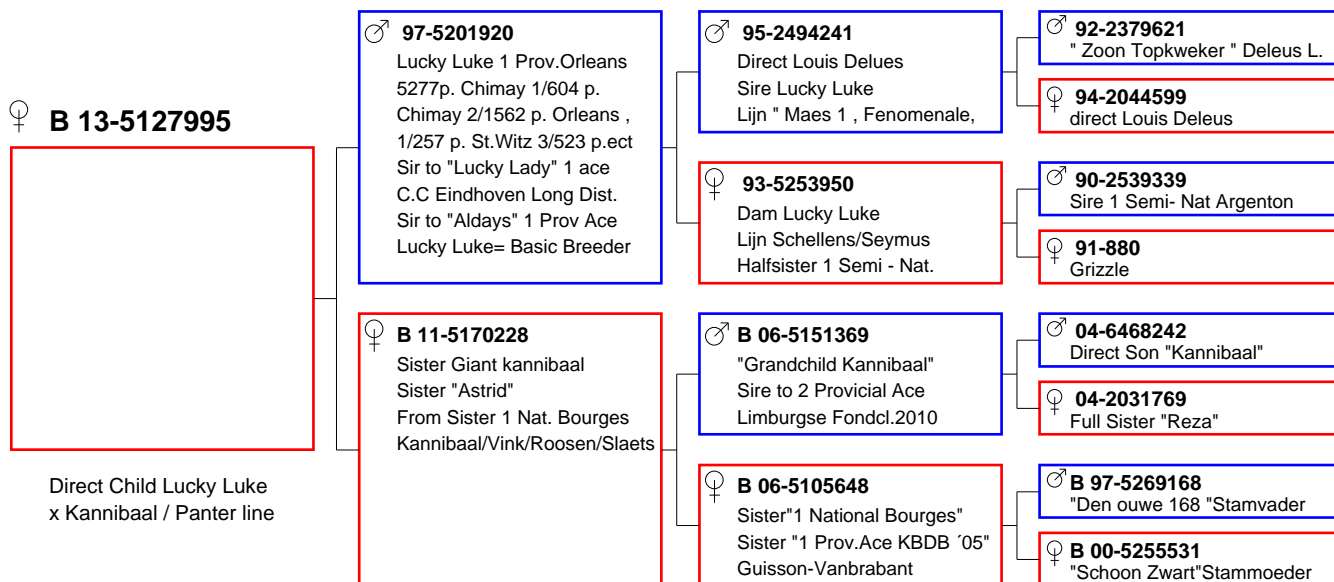 B 13-5127995
Direct Child Lucky Luke
x Kannibaal / Panter line
97-5201920
Lucky Luke 1 Prov.Orleans
5277p. Chimay 1/604 p.
Chimay 2/1562 p. Orleans ,
1/257 p. St.Witz 3/523 p.ect
Sir to "Lucky Lady" 1 ace
C.C Eindhoven Long Dist.
Sir to "Aldays" 1 Prov Ace
Lucky Luke= Basic Breeder
B 11-5170228
Sister Giant kannibaal
Sister "Astrid"
From Sister 1 Nat. Bourges
Kannibaal/Vink/Roosen/Slaets
95-2494241
Direct Louis Delues
Sire Lucky Luke
Lijn " Maes 1 , Fenomenale,
93-5253950
Dam Lucky Luke
Lijn Schellens/Seymus
Halfsister 1 Semi - Nat.
B 06-5151369
"Grandchild Kannibaal"
Sire to 2 Provicial Ace
Limburgse Fondcl.2010
B 06-5105648
Sister"1 National Bourges"
Sister "1 Prov.Ace KBDB ´05"
Guisson-Vanbrabant
92-2379621
" Zoon Topkweker " Deleus L.
94-2044599
direct Louis Deleus
90-2539339
Sire 1 Semi- Nat Argenton
91-880
Grizzle
04-6468242
Direct Son "Kannibaal"
04-2031769
Full Sister "Reza"
B 97-5269168
"Den ouwe 168 "Stamvader
B 00-5255531
"Schoon Zwart"Stammoeder